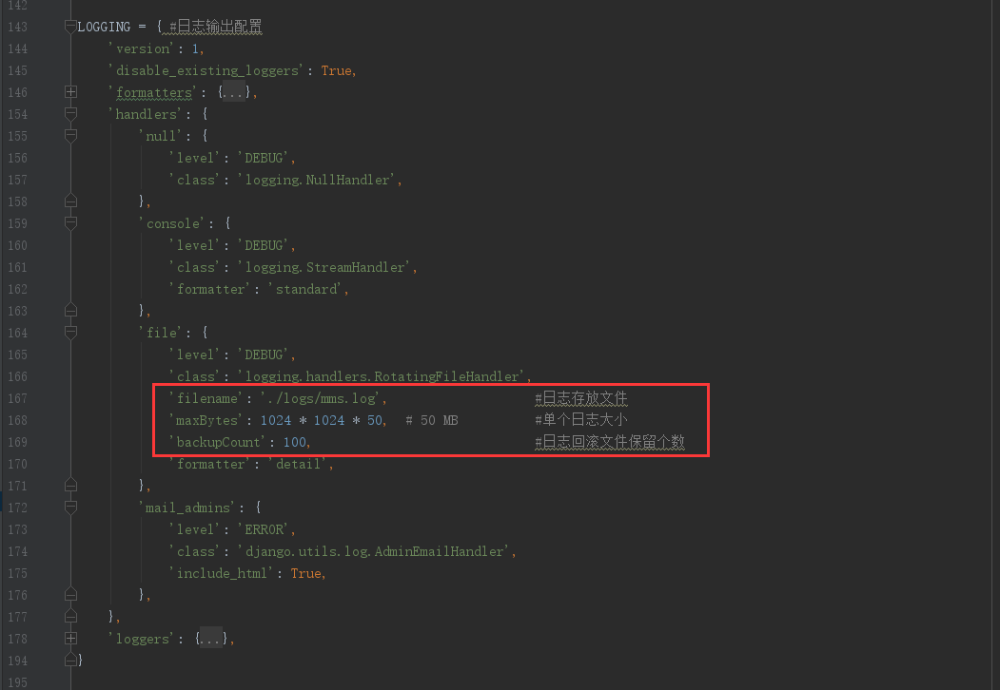 142
143 LOGGING = { #日志输出配置
144     'version': 1,
145     'disable_existing_loggers': True,
146     'formatters': {...},
154     'handlers': {
155         'null': {
156             'level': 'DEBUG',
157             'class': 'logging.NullHandler',
158         },
159         'console': {
160             'level': 'DEBUG',
161             'class': 'logging.StreamHandler',
162             'formatter': 'standard',
163         },
164         'file': {
165             'level': 'DEBUG',
166             'class': 'logging.handlers.RotatingFileHandler',
167             'filename': './logs/mms.log', #日志存放文件
168             'maxBytes': 1024 * 1024 * 50, # 50 MB #单个日志大小
169             'backupCount': 100, #日志回滚文件保留个数
170             'formatter': 'detail',
171         },
172         'mail_admins': {
173             'level': 'ERROR',
174             'class': 'django.utils.log.AdminEmailHandler',
175             'include_html': True,
176         },
177     },
178     'loggers': {...},
194 }
195